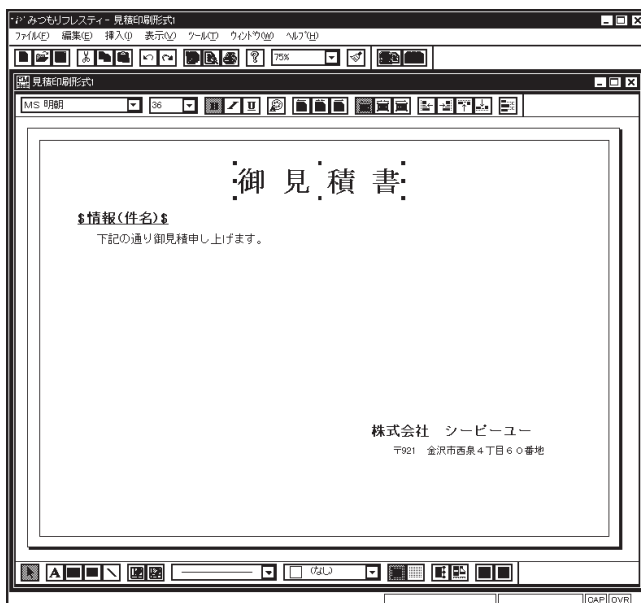 みつもりフレスティ - 見積印刷形式1
ファイル(F) 編集(E) 挿入(I) 表示(V) ツール(T) ウィンドウ(W) ヘルプ(H)
75%
見積印刷形式1
MS 明朝 36 B I U
御 見 積 書
$情報(件名)$
下記の通り御見積申し上げます。
株式会社 シーピーユー
〒921 金沢市西泉4丁目60番地
A (なし)
CAP OVR